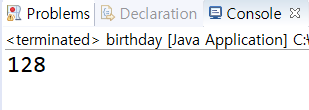 Problems Declaration Console
<terminated> birthday [Java Application] C:\
128